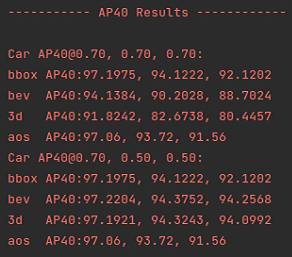 ----------- AP40 Results ------------
Car AP40@0.70, 0.70, 0.70:
bbox AP40:97.1975, 94.1222, 92.1202
bev  AP40:94.1384, 90.2028, 88.7024
3d   AP40:91.8242, 82.6738, 80.4457
aos  AP40:97.06, 93.72, 91.56
Car AP40@0.70, 0.50, 0.50:
bbox AP40:97.1975, 94.1222, 92.1202
bev  AP40:97.2204, 94.3752, 94.2568
3d   AP40:97.1921, 94.3243, 94.0992
aos  AP40:97.06, 93.72, 91.56